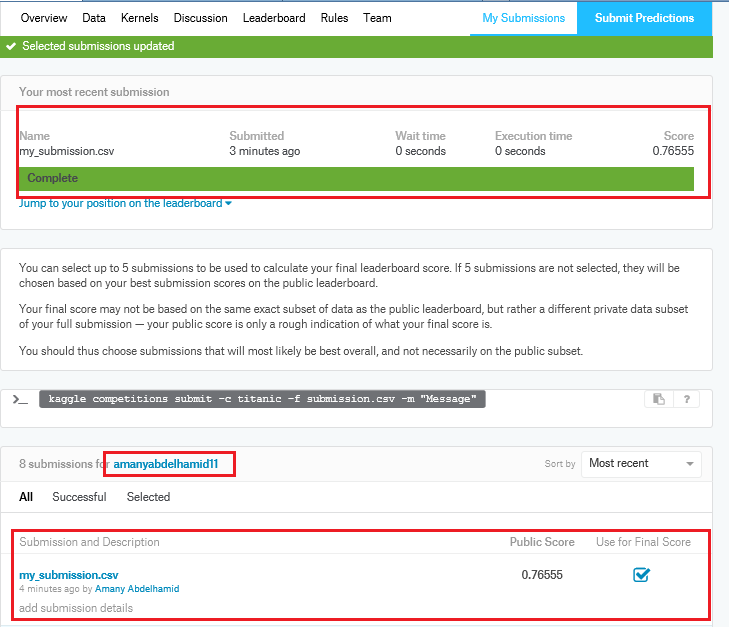 Overview Data Kernels Discussion Leaderboard Rules Team My Submissions Submit Predictions
Selected submissions updated
Your most recent submission
Name Submitted Wait time Execution time Score
my_submission.csv 3 minutes ago 0 seconds 0 seconds 0.76555
Complete
Jump to your position on the leaderboard
You can select up to 5 submissions to be used to calculate your final leaderboard score. If 5 submissions are not selected, they will be
chosen based on your best submission scores on the public leaderboard.
Your final score may not be based on the same exact subset of data as the public leaderboard, but rather a different private data subset
of your full submission — your public score is only a rough indication of what your final score is.
You should thus choose submissions that will most likely be best overall, and not necessarily on the public subset.
>_ kaggle competitions submit -c titanic -f submission.csv -m "Message" ?
8 submissions for amanyabdelhamid11 Sort by Most recent
All Successful Selected
Submission and Description Public Score Use for Final Score
my_submission.csv 0.76555
4 minutes ago by Amany Abdelhamid
add submission details